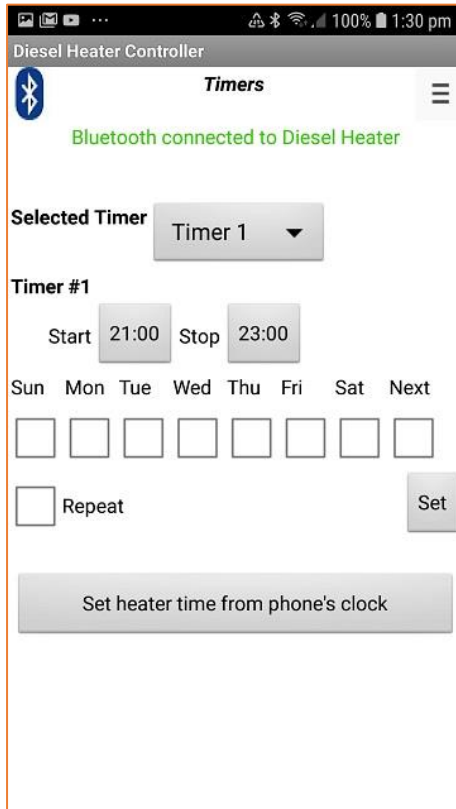 100% 1:30 pm
Diesel Heater Controller
Timers
Bluetooth connected to Diesel Heater
Selected Timer Timer 1
Timer #1
Start 21:00 Stop 23:00
Sun Mon Tue Wed Thu Fri Sat Next
Repeat Set
Set heater time from phone's clock